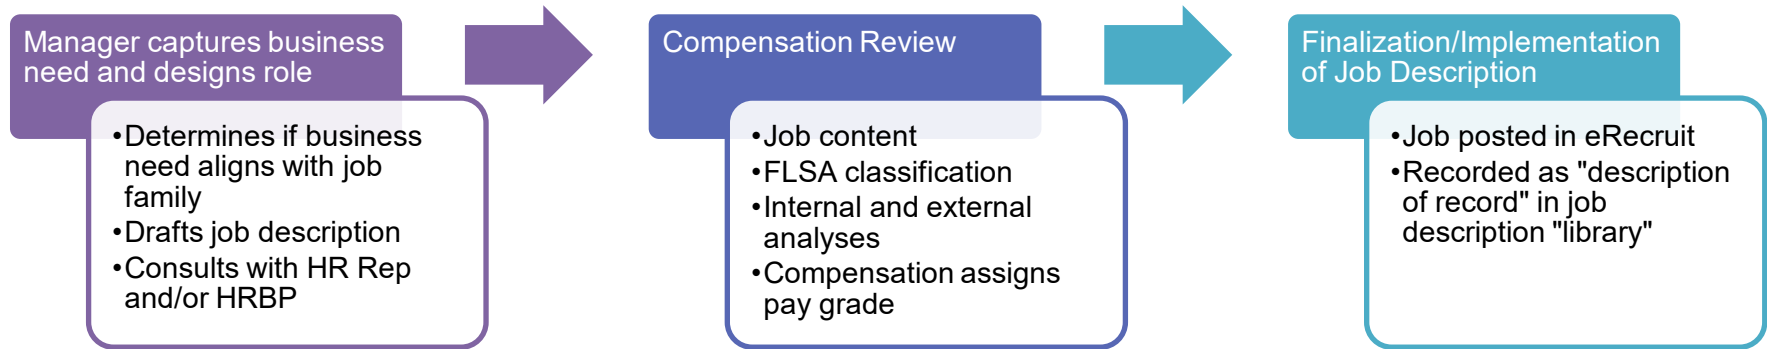 Manager captures business
need and designs role
•Determines if business
need aligns with job
family
•Drafts job description
•Consults with HR Rep
and/or HRBP
Compensation Review
•Job content
•FLSA classification
•Internal and external
analyses
•Compensation assigns
pay grade
Finalization/Implementation
of Job Description
•Job posted in eRecruit
•Recorded as "description
of record" in job
description "library"